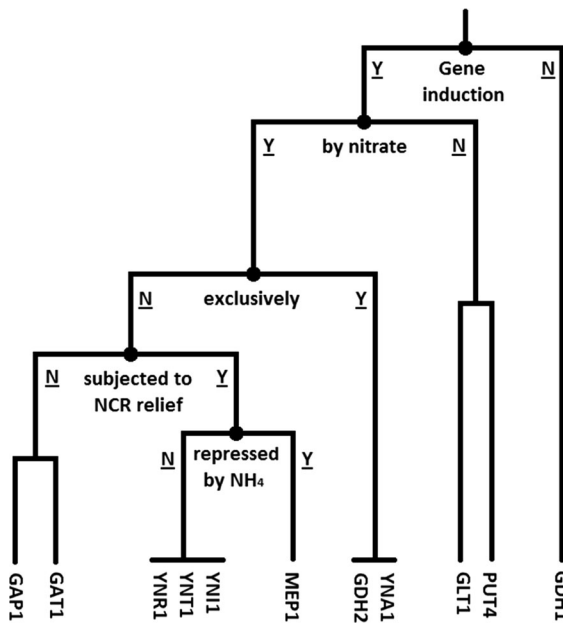 Y Gene N
induction
Y by nitrate N
N exclusively Y
N subjected to Y
NCR relief
N repressed Y
by NH₄
GAP1
GAT1
YNR1
YNT1
YNI1
MEP1
GDH2
YNA1
GLT1
PUT4
GDH1